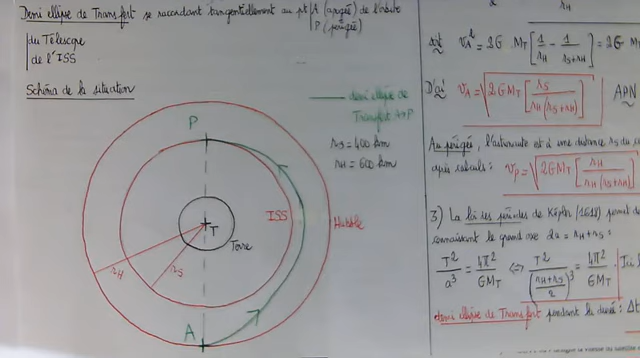 Demi ellipse de Transfert se raccordant tangentiellement au pt | A (apogée) de l'orbite
P (périgée)
du Télescope
de l'ISS
Schéma de la situation
demi ellipse de
Transfert A→P
rs = 400 km
rH = 600 km
P
T
Terre
ISS
Hubble
rH
rs
A
rH
soit vA² = 2G MT [1/rH - 1/(rs+rH)] = 2G MT
D'où vA = √(2GMT [rs/(rH(rs+rH))]) APN
Au périgée, l'astronaute est à une distance rs du
après calculs : vP = √(2GMT [rH/(rs(rs+rH))])
3) La loi des périodes de Képler (1618) permet de
connaissant le grand axe 2a = rH+rs :
T²/a³ = 4π²/GMT ⇔ T²/((rH+rs)/2)³ = 4π²/GMT | Ici
demi ellipse de Transfert pendant la durée : Δt